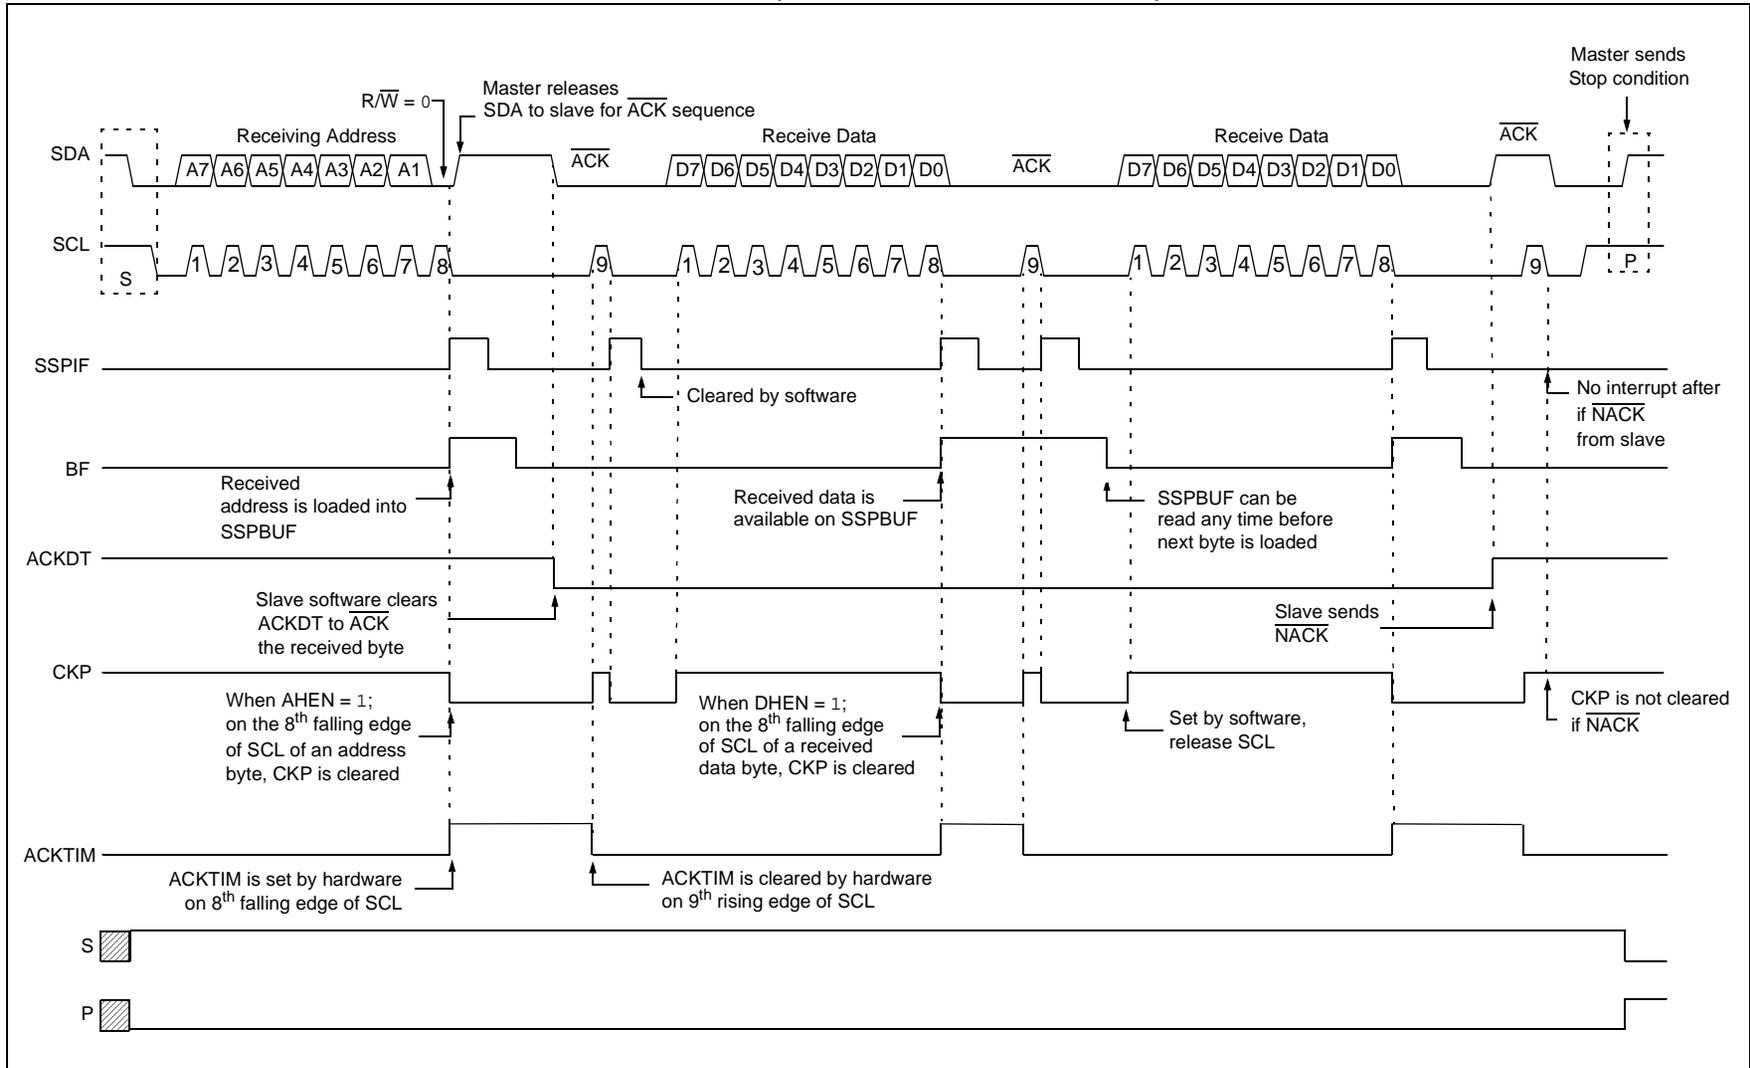 Master sends
Stop condition
R/W̅ = 0
Master releases
SDA to slave for A̅C̅K̅ sequence
Receiving Address
Receive Data
Receive Data
A̅C̅K̅
SDA
A7 A6 A5 A4 A3 A2 A1
A̅C̅K̅
D7 D6 D5 D4 D3 D2 D1 D0
A̅C̅K̅
D7 D6 D5 D4 D3 D2 D1 D0
SCL
S
1 2 3 4 5 6 7 8
9
1 2 3 4 5 6 7 8
9
1 2 3 4 5 6 7 8
9
P
SSPIF
Cleared by software
No interrupt after
if N̅A̅C̅K̅
from slave
BF
Received
address is loaded into
SSPBUF
Received data is
available on SSPBUF
SSPBUF can be
read any time before
next byte is loaded
ACKDT
Slave software clears
ACKDT to A̅C̅K̅
the received byte
Slave sends
N̅A̅C̅K̅
CKP
When AHEN = 1;
on the 8th falling edge
of SCL of an address
byte, CKP is cleared
When DHEN = 1;
on the 8th falling edge
of SCL of a received
data byte, CKP is cleared
Set by software,
release SCL
CKP is not cleared
if N̅A̅C̅K̅
ACKTIM
ACKTIM is set by hardware
on 8th falling edge of SCL
ACKTIM is cleared by hardware
on 9th rising edge of SCL
S
P